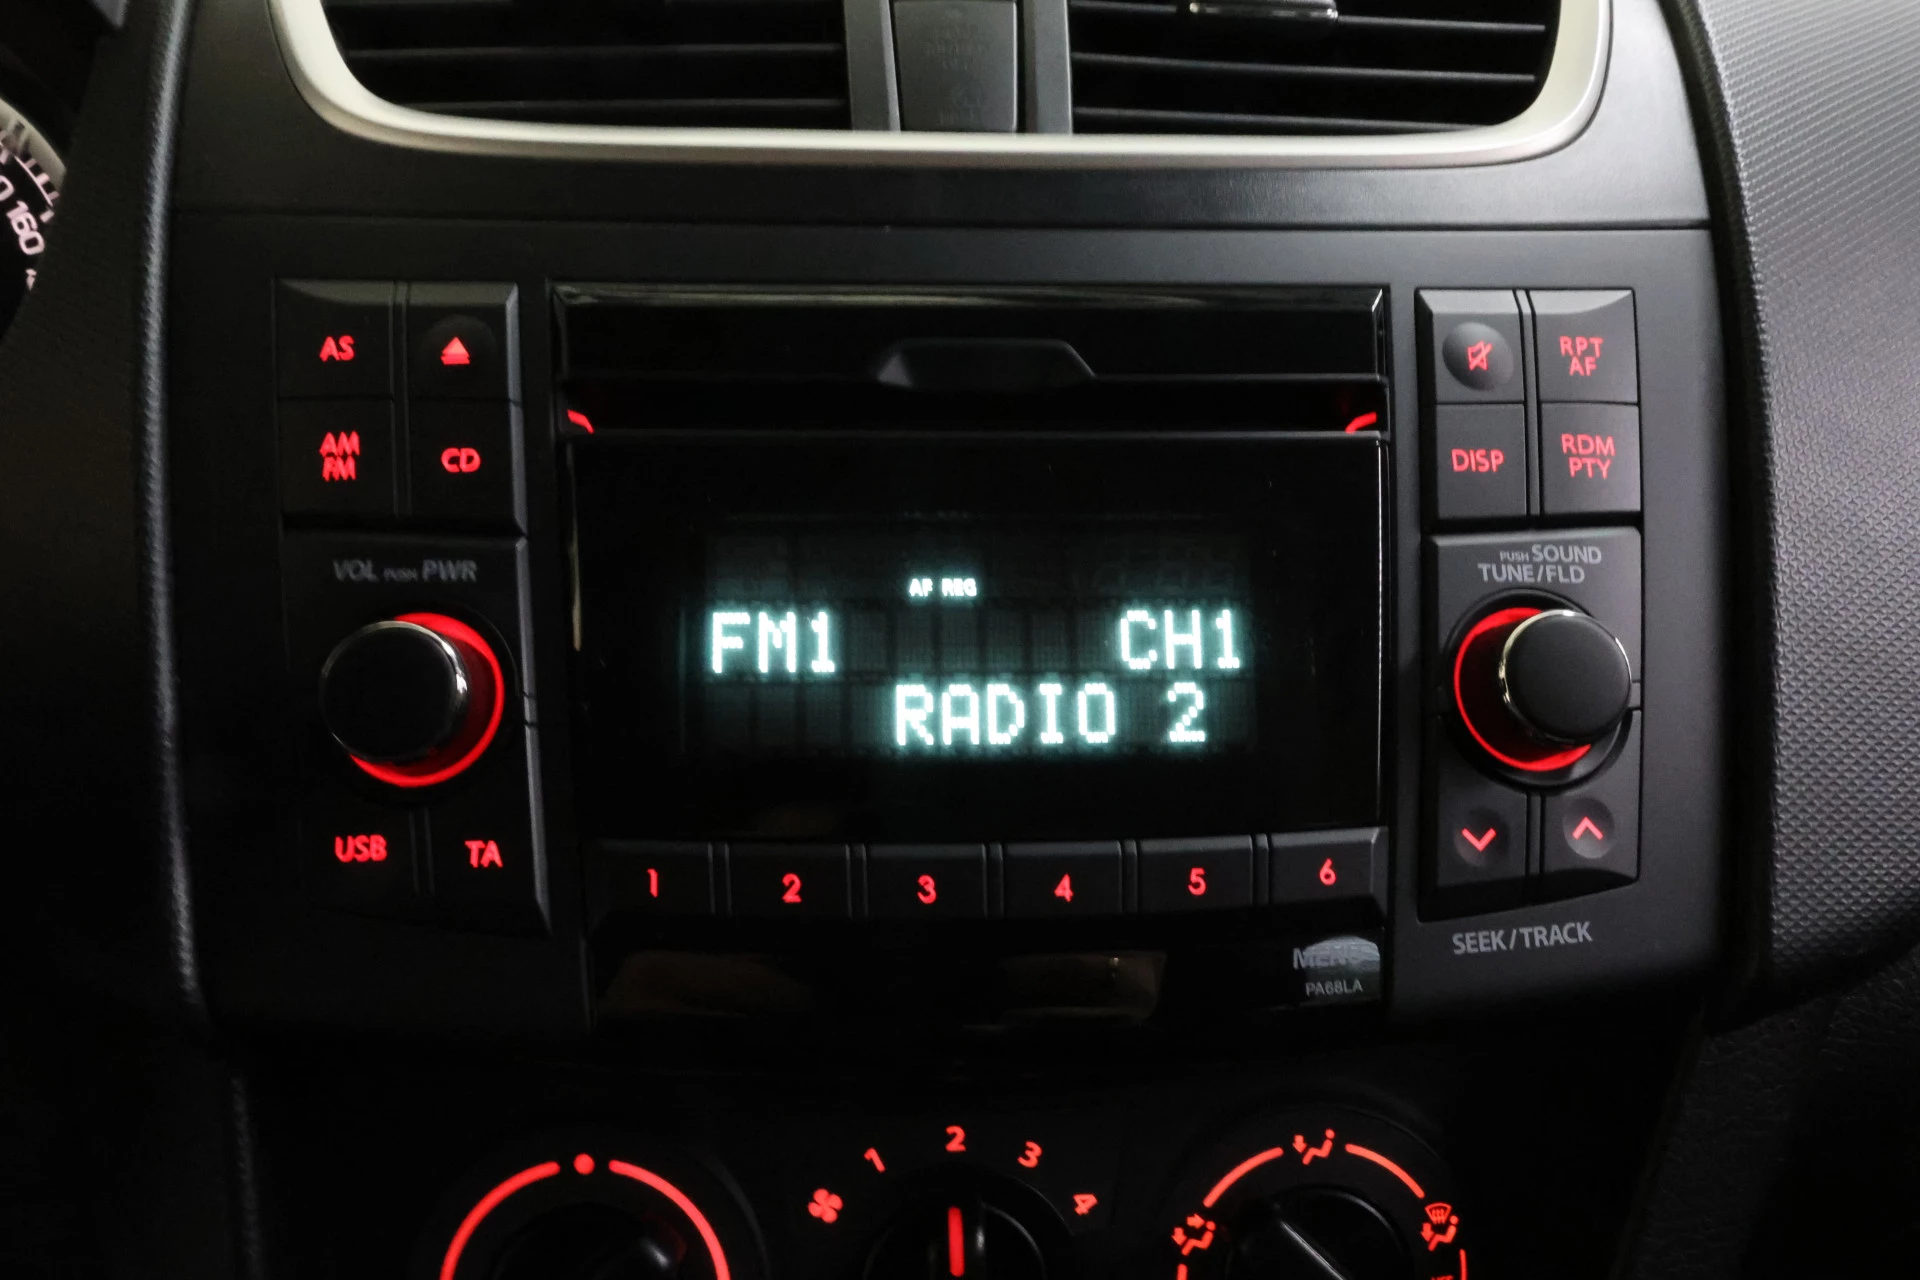 160
AS
RPT
AF
AM
FM
CD
DISP
RDM
PTY
VOL PUSH PWR
PUSH SOUND
TUNE/FLD
AF REG
FM1 CH1
RADIO 2
USB TA
1 2 3 4 5 6
SEEK/TRACK
PA68LA
1 2 3 4